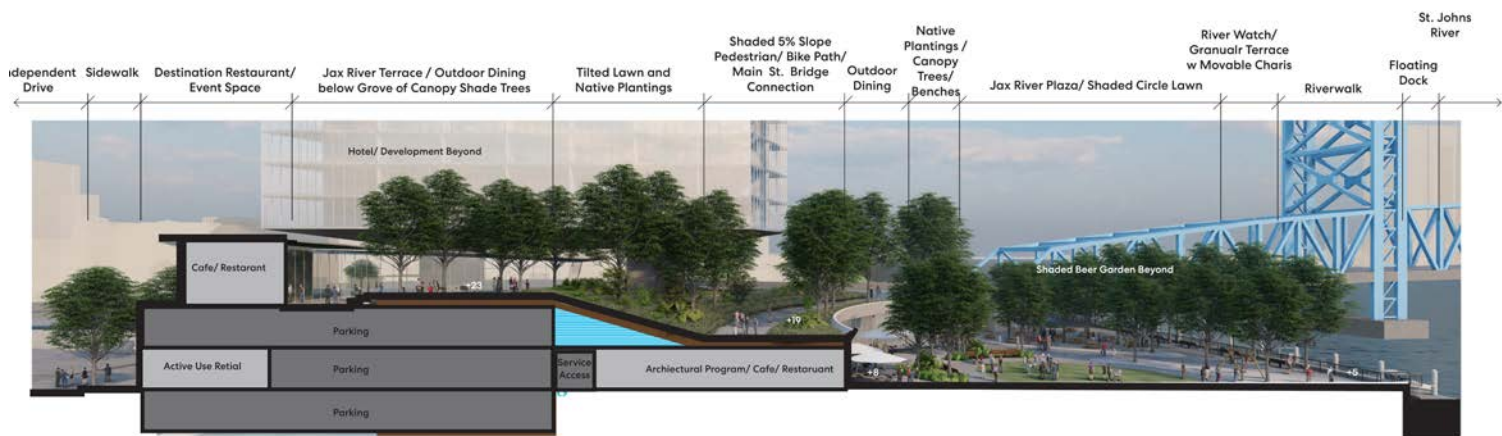 dependent
Drive
Sidewalk
Destination Restaurant/
Event Space
Jax River Terrace / Outdoor Dining
below Grove of Canopy Shade Trees
Tilted Lawn and
Native Plantings
Shaded 5% Slope
Pedestrian/ Bike Path/
Main St. Bridge
Connection
Outdoor
Dining
Native
Plantings /
Canopy
Trees/
Benches
Jax River Plaza/ Shaded Circle Lawn
River Watch/
Granualr Terrace
w Movable Charis
Riverwalk
Floating
Dock
St. Johns
River
Hotel/ Development Beyond
Cafe/ Restarant
+23
Shaded Beer Garden Beyond
+19
Parking
Active Use Retial
Parking
Service
Access
Archiectural Program/ Cafe/ Restaruant
+8
+5
Parking